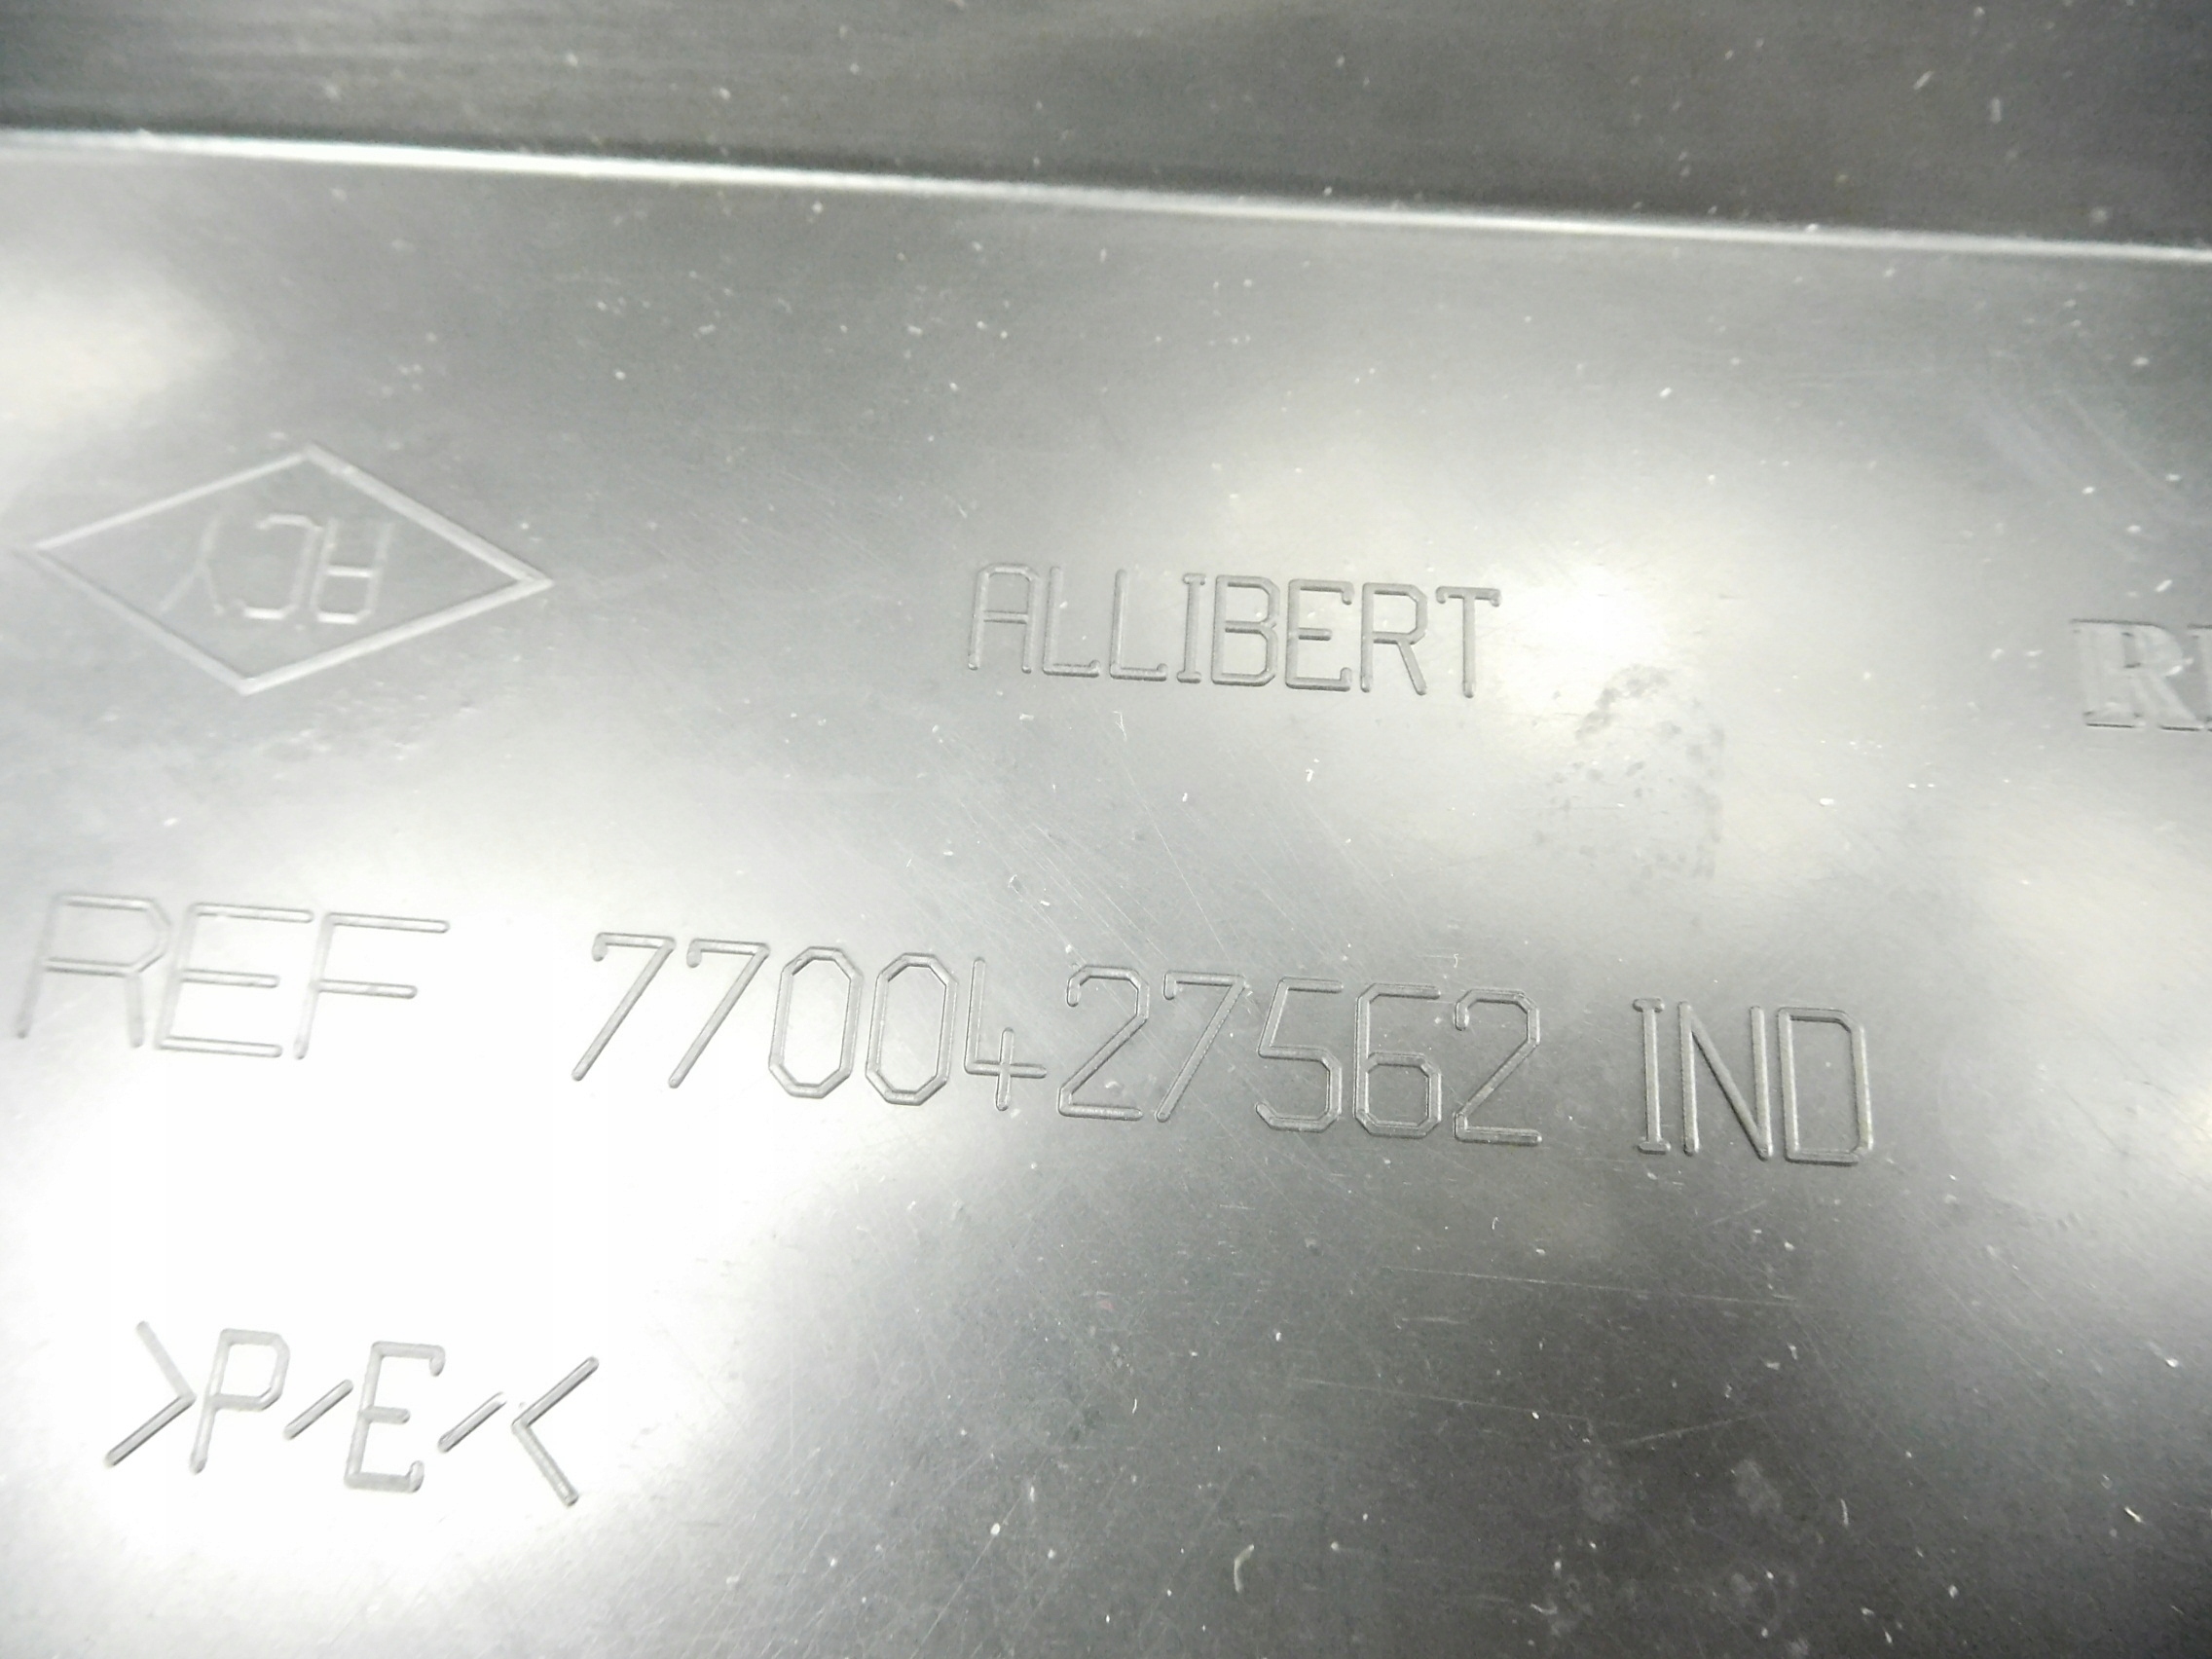 RCY
ALLIBERT
REF 7700427562 IND
>P/E/<